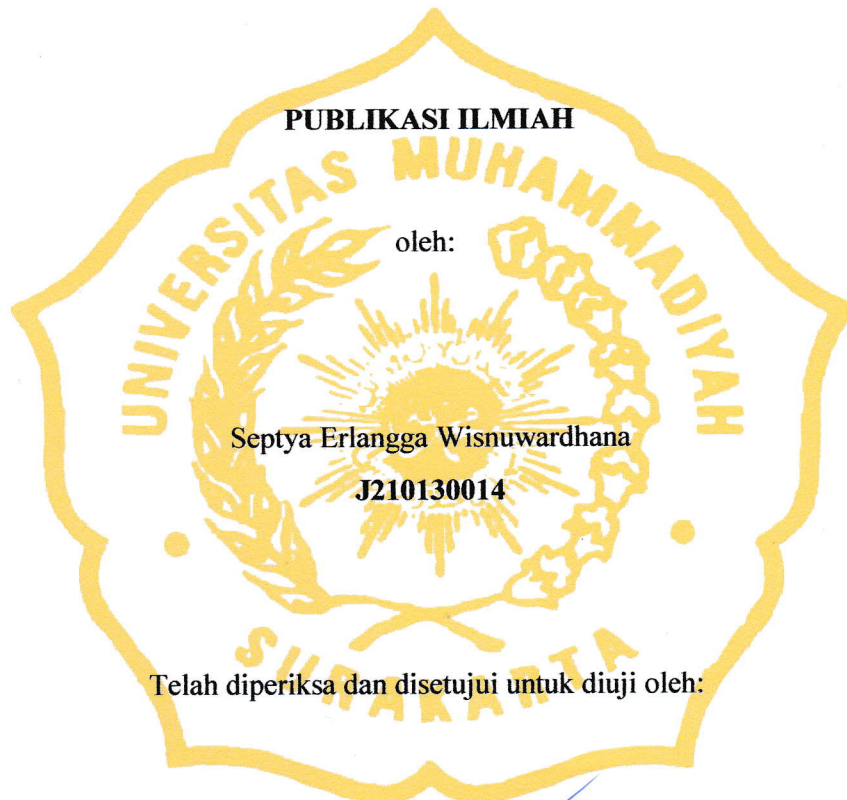 PUBLIKASI ILMIAH
UNIVERSITAS MUHAMMADIYAH
oleh:
Septya Erlangga Wisnuwardhana
J210130014
SURAKARTA
Telah diperiksa dan disetujui untuk diuji oleh: